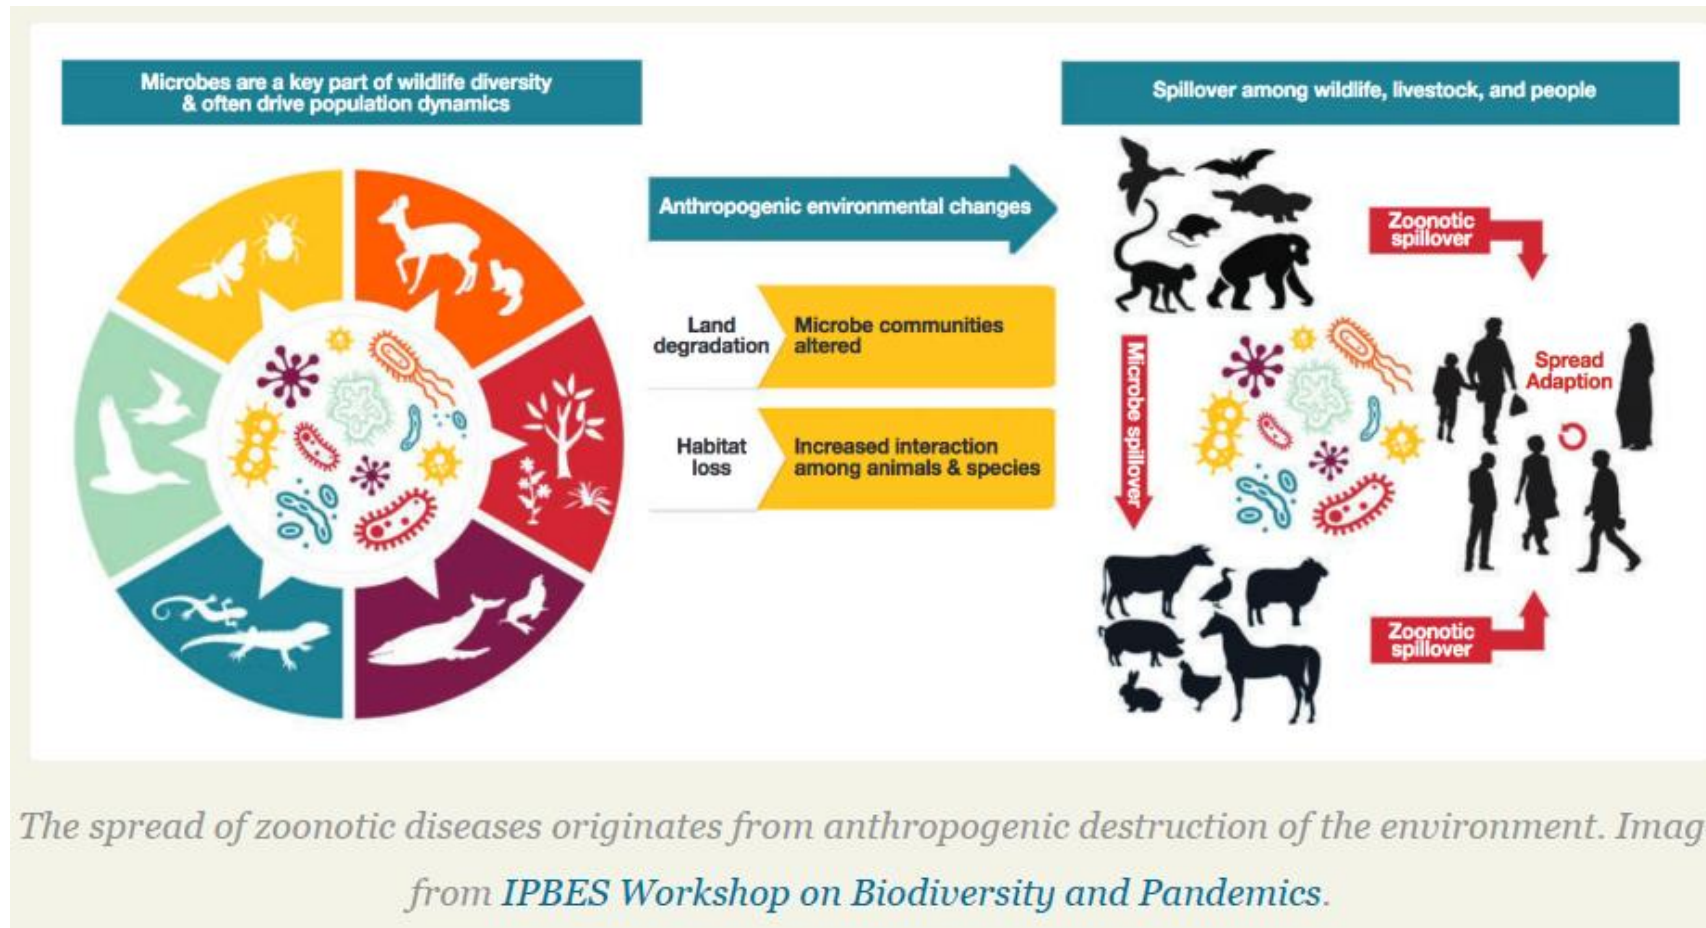 Microbes are a key part of wildlife diversity
& often drive population dynamics
Anthropogenic environmental changes
Land
degradation
Microbe communities
altered
Habitat
loss
Increased interaction
among animals & species
Spillover among wildlife, livestock, and people
Zoonotic
spillover
Microbe spillover
Spread
Adaption
Zoonotic
spillover
The spread of zoonotic diseases originates from anthropogenic destruction of the environment. Imag
from IPBES Workshop on Biodiversity and Pandemics.